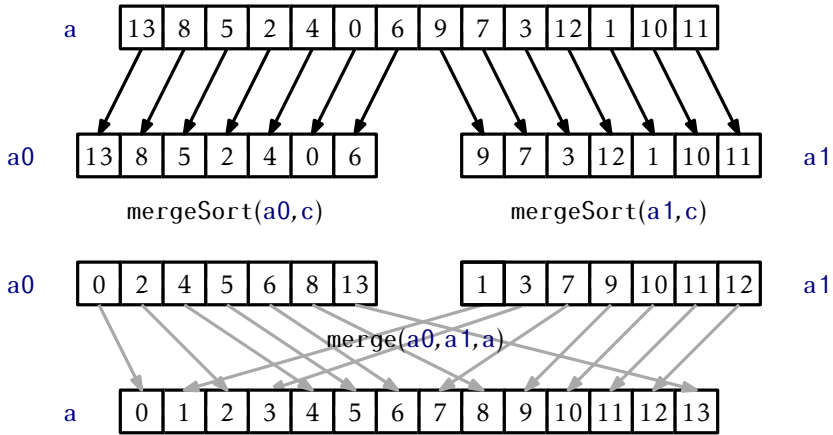 a 13 8 5 2 4 0 6 9 7 3 12 1 10 11
a0 13 8 5 2 4 0 6 9 7 3 12 1 10 11 a1
mergeSort(a0,c) mergeSort(a1,c)
a0 0 2 4 5 6 8 13 1 3 7 9 10 11 12 a1
merge(a0,a1,a)
a 0 1 2 3 4 5 6 7 8 9 10 11 12 13